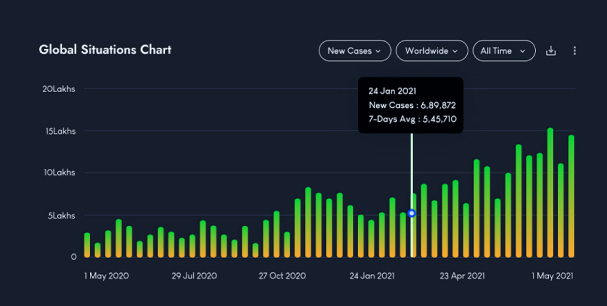 Global Situations Chart
New Cases
Worldwide
All Time
24 Jan 2021
New Cases : 6,89,872
7-Days Avg : 5,45,710
20Lakhs
15Lakhs
10Lakhs
5Lakhs
0
1 May 2020
29 Jul 2020
27 Oct 2020
24 Jan 2021
23 Apr 2021
1 May 2021